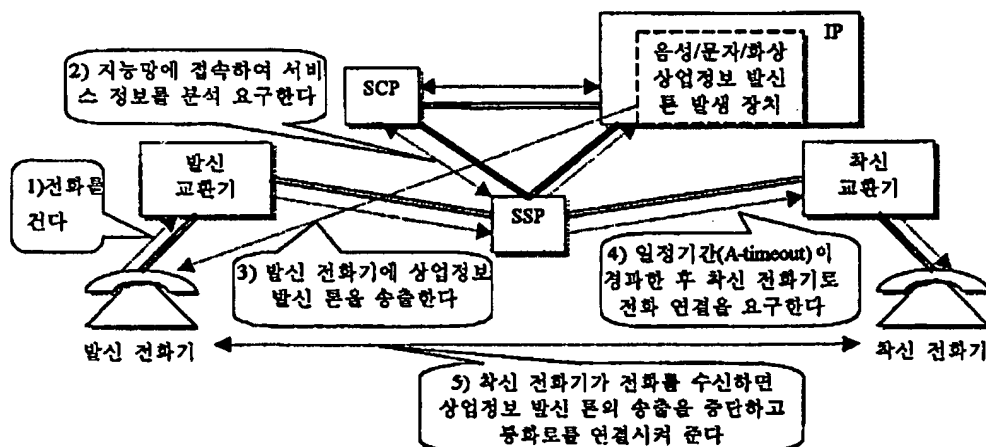 IP
음성/문자/화상
상업정보 발신
톤 발생 장치
2) 지능망에 접속하여 서비
스 정보를 분석 요구한다
SCP
발신
교환기
착신
교환기
1)전화를
건다
SSP
3) 발신 전화기에 상업정보
발신 톤을 송출한다
4) 일정기간(A-timeout)이
경과한 후 착신 전화기로
전화 연결을 요구한다
발신 전화기
착신 전화기
5) 착신 전화기가 전화를 수신하면
상업정보 발신 톤의 송출을 중단하고
통화로를 연결시켜 준다